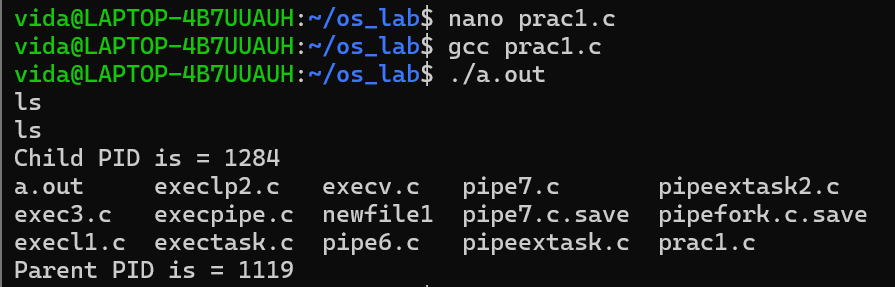 vida@LAPTOP-4B7UUAUH:~/os_lab$ nano prac1.c
vida@LAPTOP-4B7UUAUH:~/os_lab$ gcc prac1.c
vida@LAPTOP-4B7UUAUH:~/os_lab$ ./a.out
ls
ls
Child PID is = 1284
a.out execlp2.c execv.c pipe7.c pipeextask2.c
exec3.c execpipe.c newfile1 pipe7.c.save pipefork.c.save
execl1.c exectask.c pipe6.c pipeextask.c prac1.c
Parent PID is = 1119